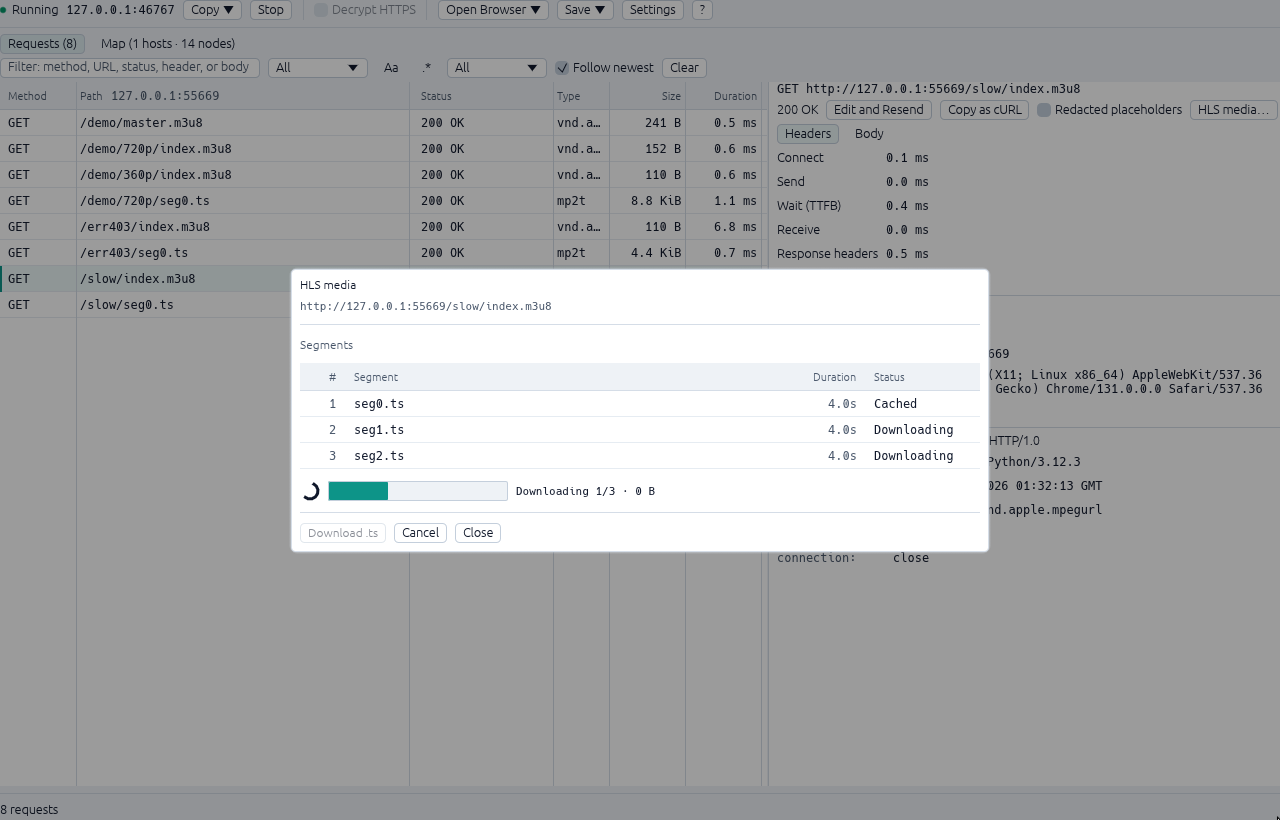 Running 127.0.0.1:46767 Copy ▼ Stop Decrypt HTTPS Open Browser ▼ Save ▼ Settings ?
Requests (8) Map (1 hosts · 14 nodes)
Filter: method, URL, status, header, or body All Aa .* All Follow newest Clear
Method Path 127.0.0.1:55669 Status Type Size Duration
GET /demo/master.m3u8 200 OK vnd.a… 241 B 0.5 ms
GET /demo/720p/index.m3u8 200 OK vnd.a… 152 B 0.6 ms
GET /demo/360p/index.m3u8 200 OK vnd.a… 110 B 0.6 ms
GET /demo/720p/seg0.ts 200 OK mp2t 8.8 KiB 1.1 ms
GET /err403/index.m3u8 200 OK vnd.a… 110 B 6.8 ms
GET /err403/seg0.ts 200 OK mp2t 4.4 KiB 0.7 ms
GET /slow/index.m3u8
GET /slow/seg0.ts
GET http://127.0.0.1:55669/slow/index.m3u8
200 OK Edit and Resend Copy as cURL Redacted placeholders HLS media…
Headers Body
Connect 0.1 ms
Send 0.0 ms
Wait (TTFB) 0.4 ms
Receive 0.0 ms
Response headers 0.5 ms
669
(X11; Linux x86_64) AppleWebKit/537.36
Gecko) Chrome/131.0.0.0 Safari/537.36
HTTP/1.0
Python/3.12.3
026 01:32:13 GMT
nd.apple.mpegurl
connection: close
HLS media
http://127.0.0.1:55669/slow/index.m3u8
Segments
# Segment Duration Status
1 seg0.ts 4.0s Cached
2 seg1.ts 4.0s Downloading
3 seg2.ts 4.0s Downloading
Downloading 1/3 · 0 B
Download .ts Cancel Close
8 requests